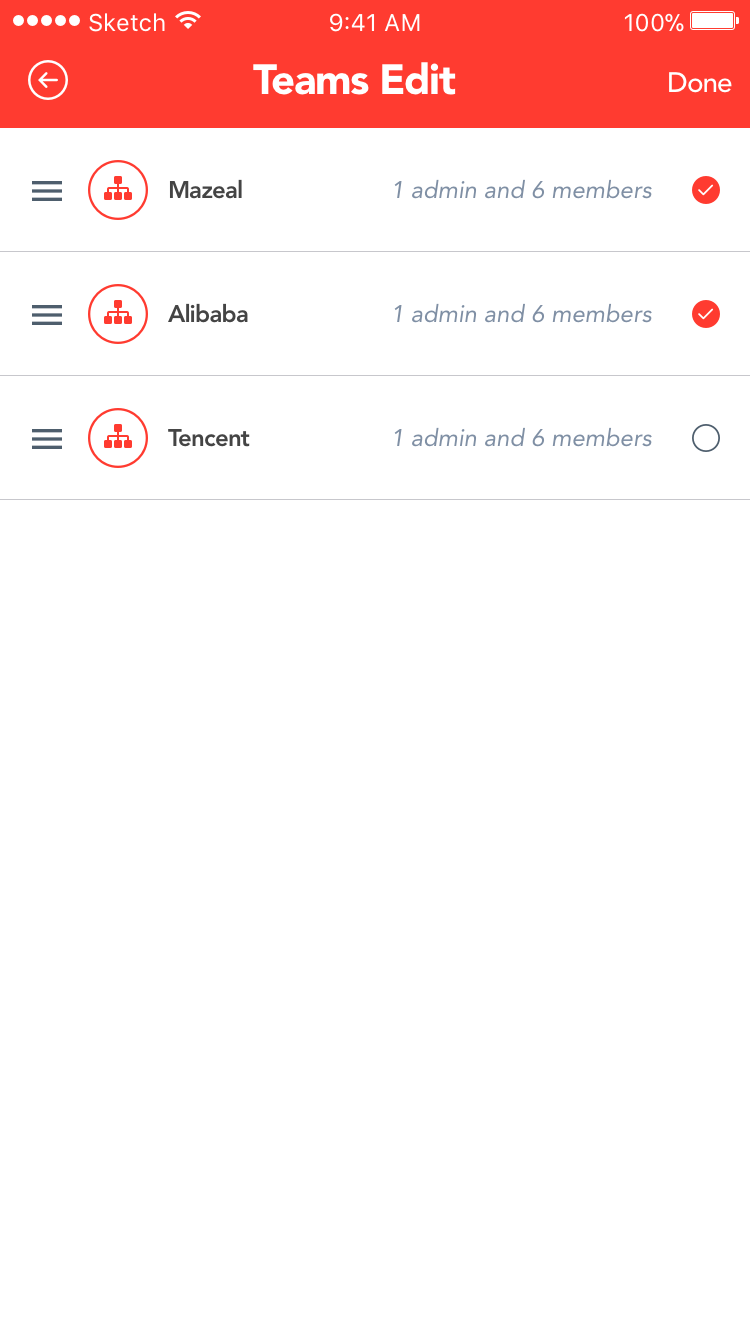 Sketch 9:41 AM 100%
Teams Edit Done
Mazeal 1 admin and 6 members
Alibaba 1 admin and 6 members
Tencent 1 admin and 6 members